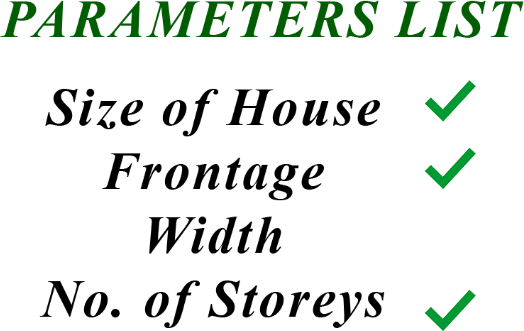 PARAMETERS LIST
Size of House
Frontage
Width
No. of Storeys